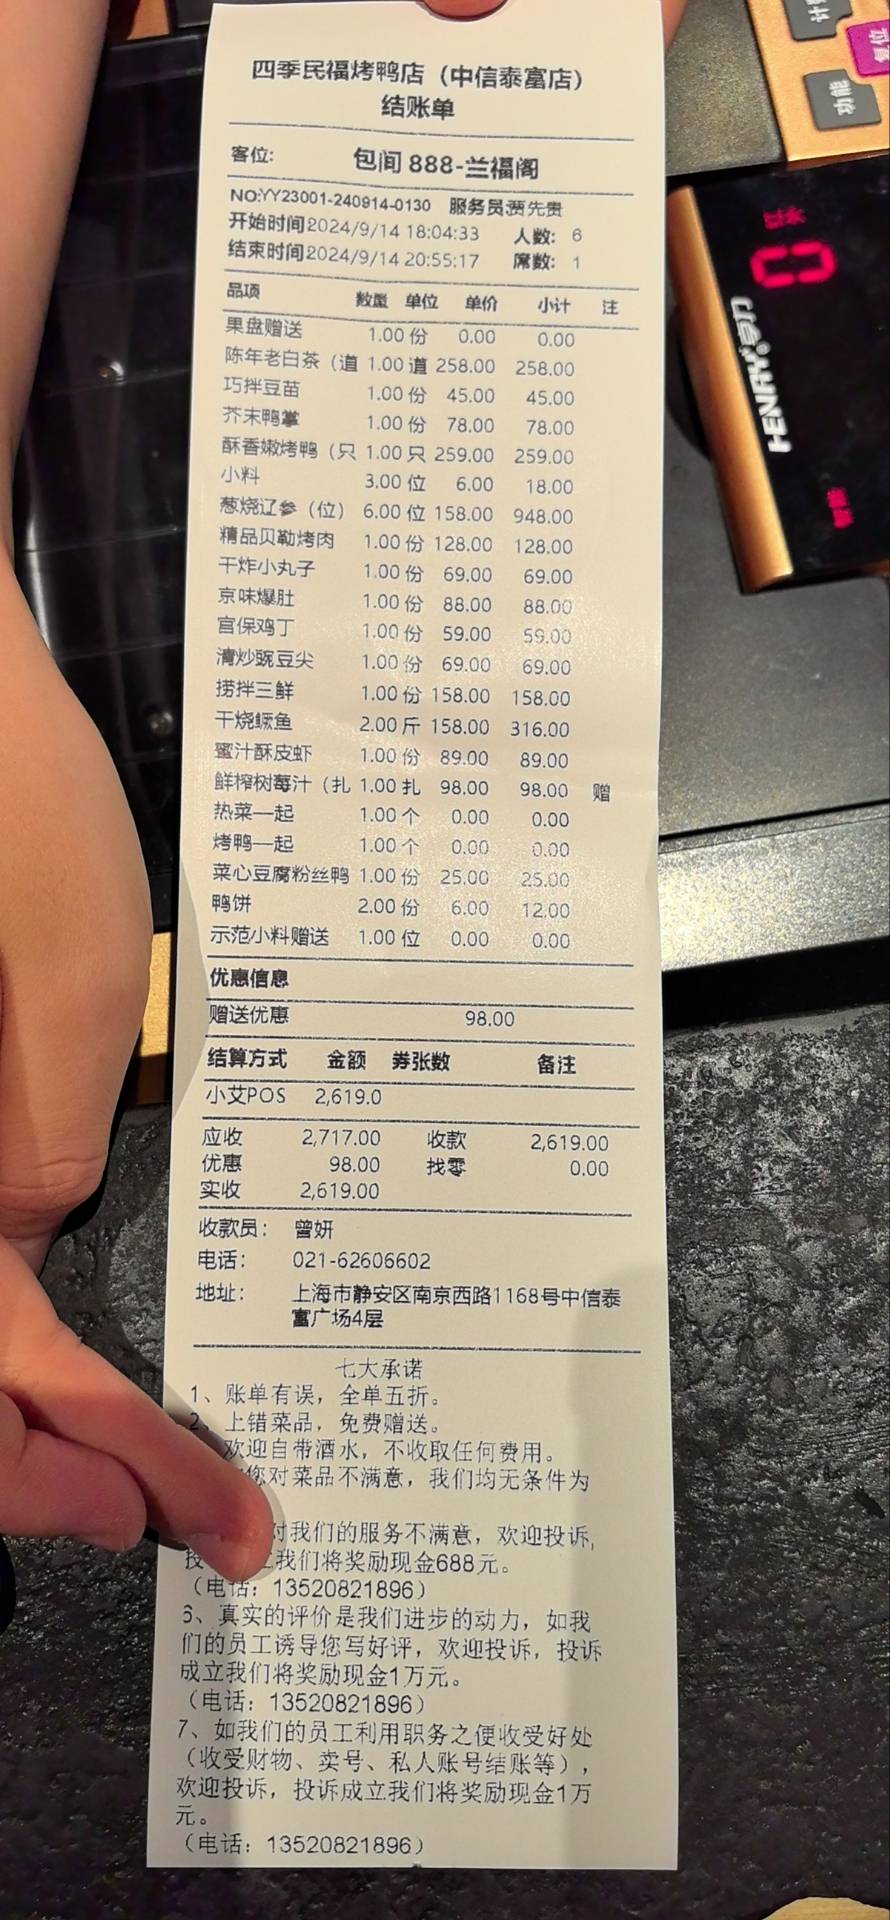 四季民福烤鸭店（中信泰富店）
结账单
客位： 包间 888-兰福阁
NO:YY23001-240914-0130 服务员:贾先贵
开始时间2024/9/14 18:04:33 人数： 6
结束时间2024/9/14 20:55:17 席数： 1
品项 数量 单位 单价 小计 注
果盘赠送 1.00 份 0.00 0.00
陈年老白茶（道 1.00 道 258.00 258.00
巧拌豆苗 1.00 份 45.00 45.00
芥末鸭掌 1.00 份 78.00 78.00
酥香嫩烤鸭（只 1.00 只 259.00 259.00
小料 3.00 位 6.00 18.00
葱烧辽参（位） 6.00 位 158.00 948.00
精品贝勒烤肉 1.00 份 128.00 128.00
干炸小丸子 1.00 份 69.00 69.00
京味爆肚 1.00 份 88.00 88.00
宫保鸡丁 1.00 份 59.00 59.00
清炒豌豆尖 1.00 份 69.00 69.00
捞拌三鲜 1.00 份 158.00 158.00
干烧鳜鱼 2.00 斤 158.00 316.00
蜜汁酥皮虾 1.00 份 89.00 89.00
鲜榨树莓汁（扎 1.00 扎 98.00 98.00 赠
热菜一起 1.00 个 0.00 0.00
烤鸭一起 1.00 个 0.00 0.00
菜心豆腐粉丝鸭 1.00 份 25.00 25.00
鸭饼 2.00 份 6.00 12.00
示范小料赠送 1.00 位 0.00 0.00
优惠信息
赠送优惠 98.00
结算方式 金额 券张数 备注
小艾POS 2,619.0
应收 2,717.00 收款 2,619.00
优惠 98.00 找零 0.00
实收 2,619.00
收款员： 曾妍
电话： 021-62606602
地址： 上海市静安区南京西路1168号中信泰
富广场4层
七大承诺
1、账单有误，全单五折。
2、上错菜品，免费赠送。
欢迎自带酒水，不收取任何费用。
您对菜品不满意，我们均无条件为
对我们的服务不满意，欢迎投诉，
投 立我们将奖励现金688元。
（电话：13520821896）
6、真实的评价是我们进步的动力，如我
们的员工诱导您写好评，欢迎投诉，投诉
成立我们将奖励现金1万元。
（电话：13520821896）
7、如我们的员工利用职务之便收受好处
（收受财物、卖号、私人账号结账等），
欢迎投诉，投诉成立我们将奖励现金1万
元。
（电话：13520821896）
功能
复位
HENRY®亨力
0